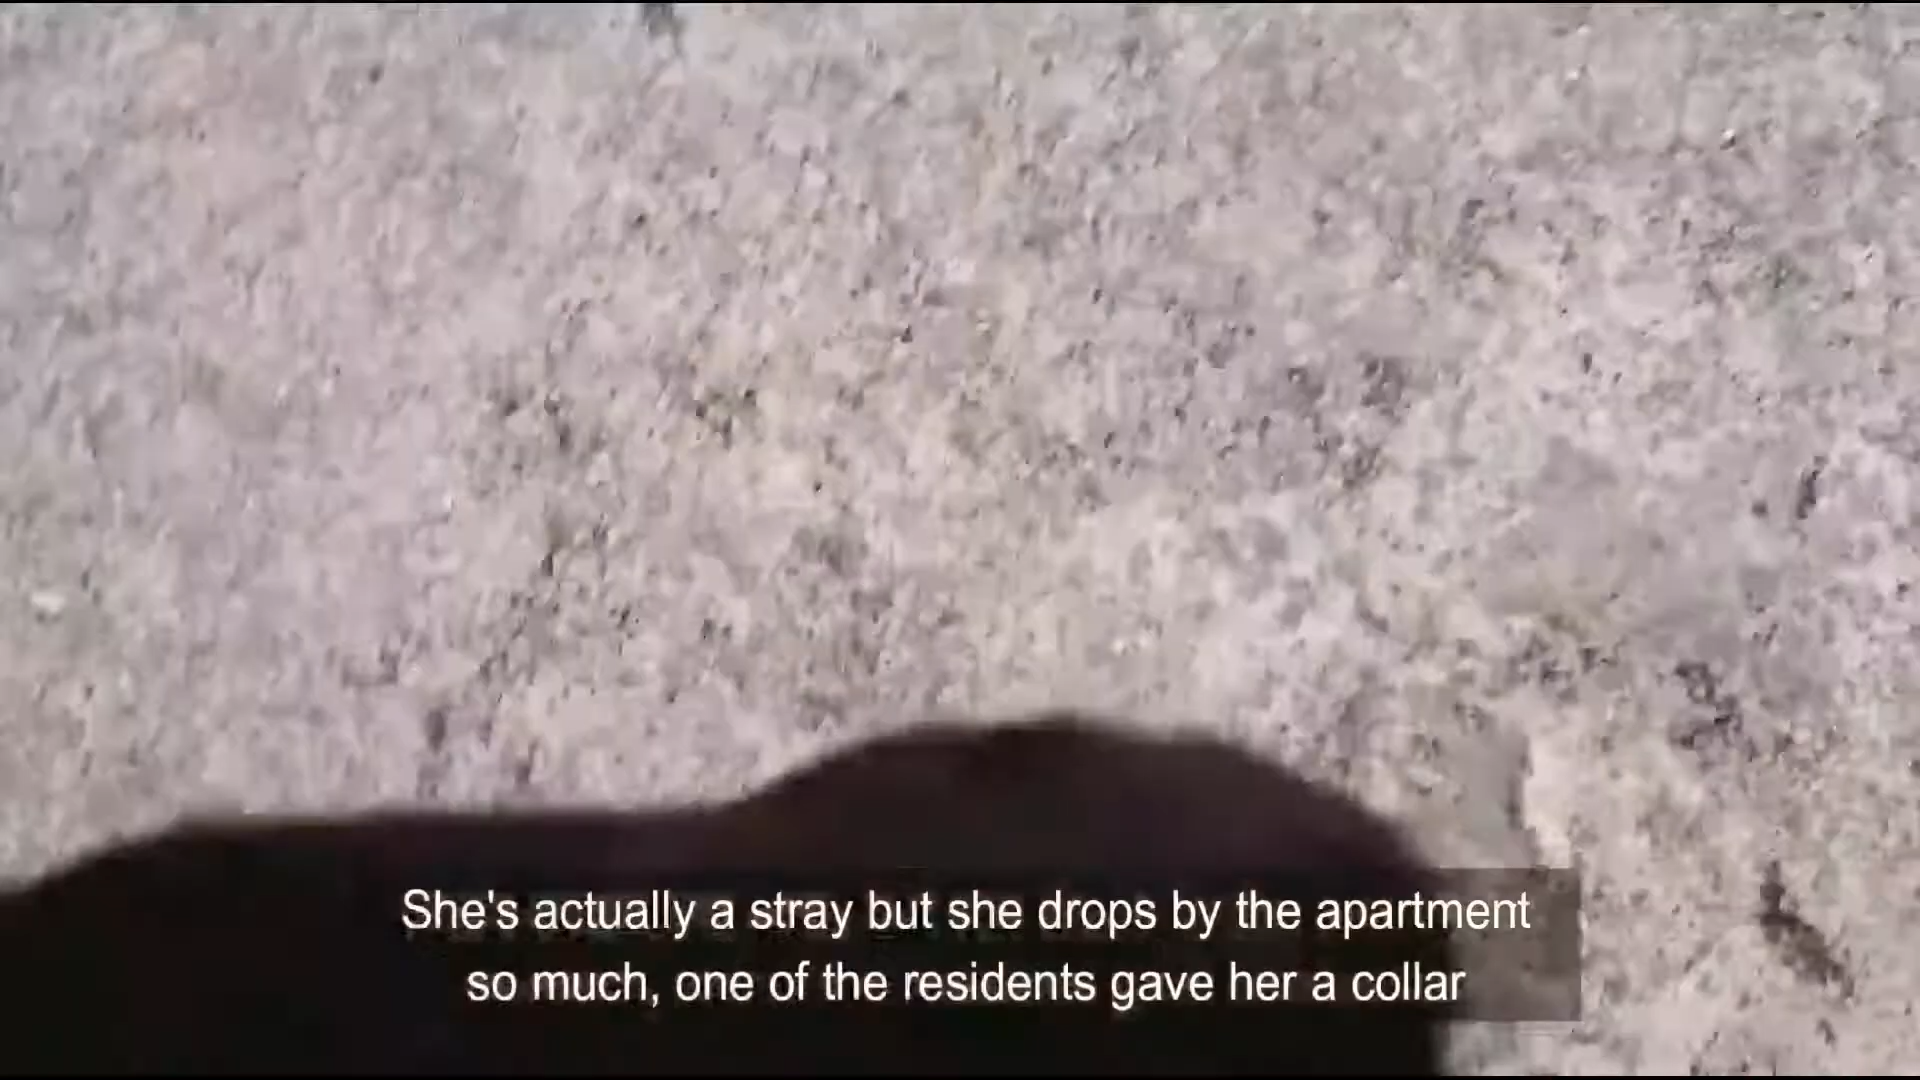 She's actually a stray but she drops by the apartment
so much, one of the residents gave her a collar